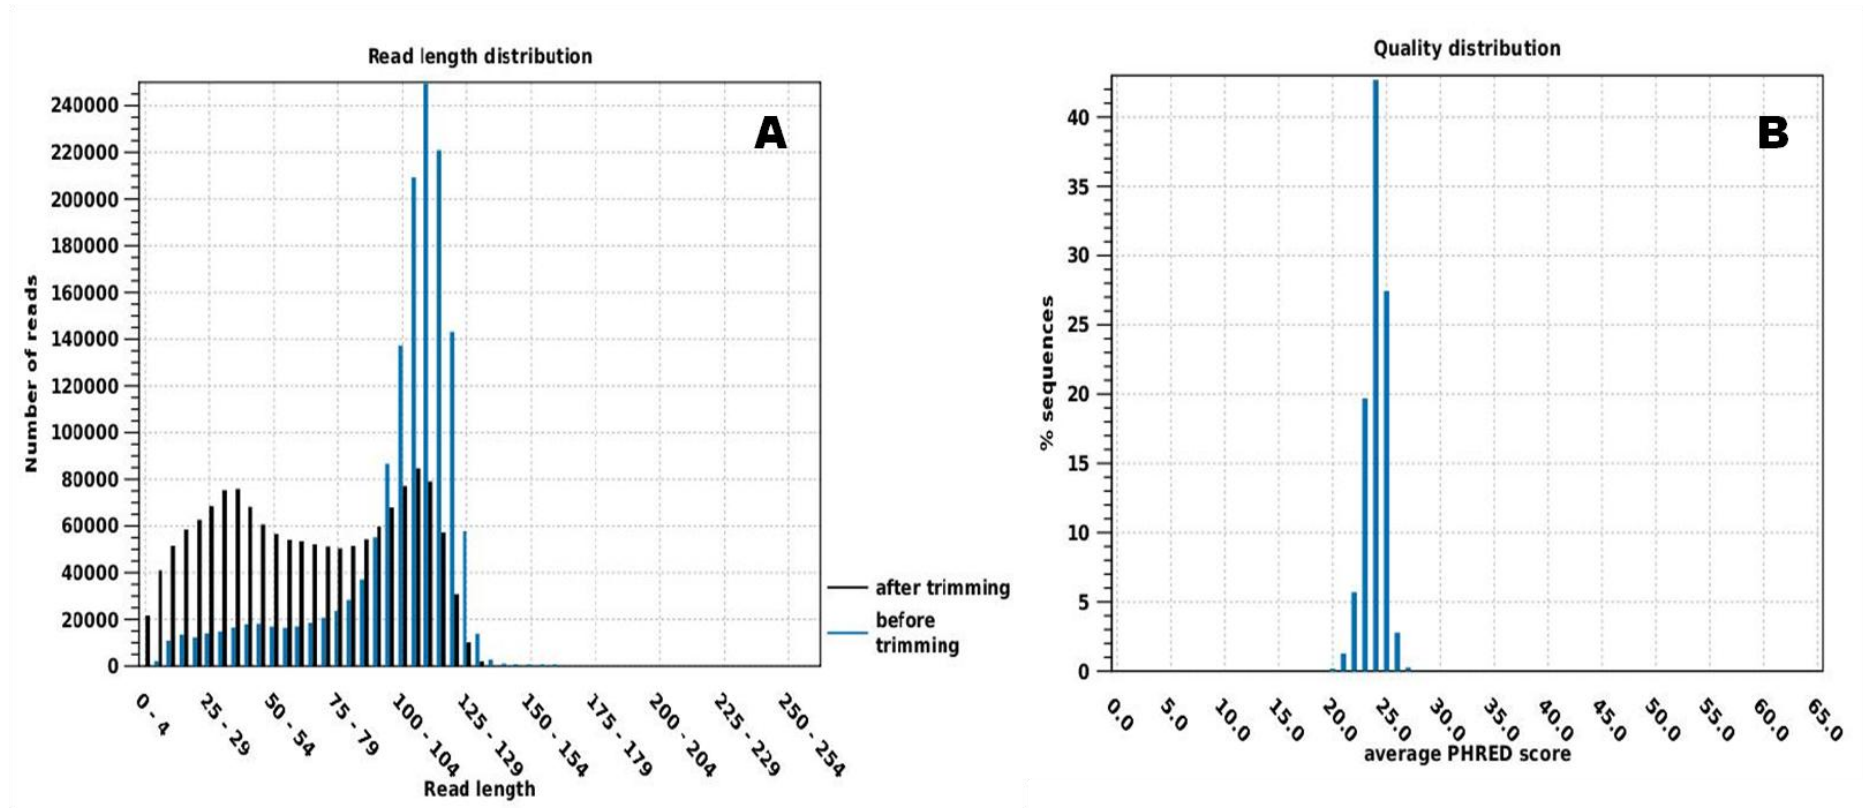 Read length distribution
A
Number of reads
240000
220000
200000
180000
160000
140000
120000
100000
80000
60000
40000
20000
0
0 - 4
25 - 29
50 - 54
75 - 79
100 - 104
125 - 129
150 - 154
175 - 179
200 - 204
225 - 229
250 - 254
Read length
after trimming
before
trimming
Quality distribution
B
% sequences
40
35
30
25
20
15
10
5
0
0.0
5.0
10.0
15.0
20.0
25.0
30.0
35.0
40.0
45.0
50.0
55.0
60.0
65.0
average PHRED score